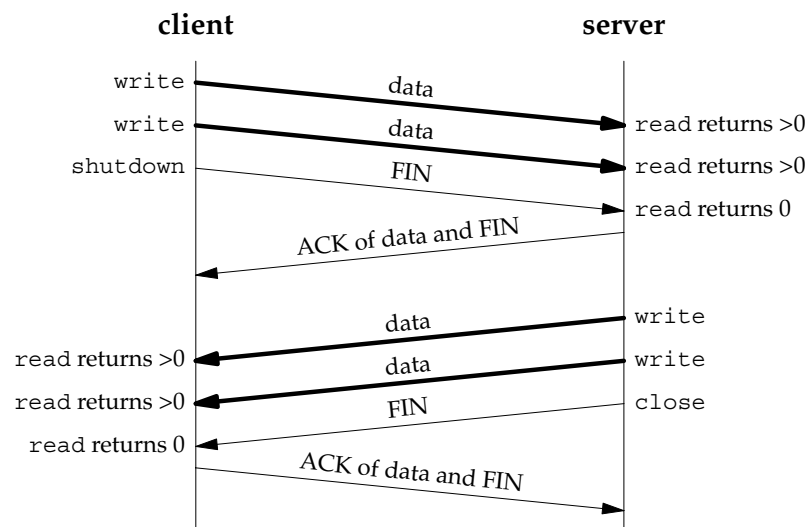 client server
write data
read returns >0
write data
read returns >0
shutdown FIN
read returns 0
ACK of data and FIN
data write
read returns >0
data write
read returns >0
FIN close
read returns 0
ACK of data and FIN